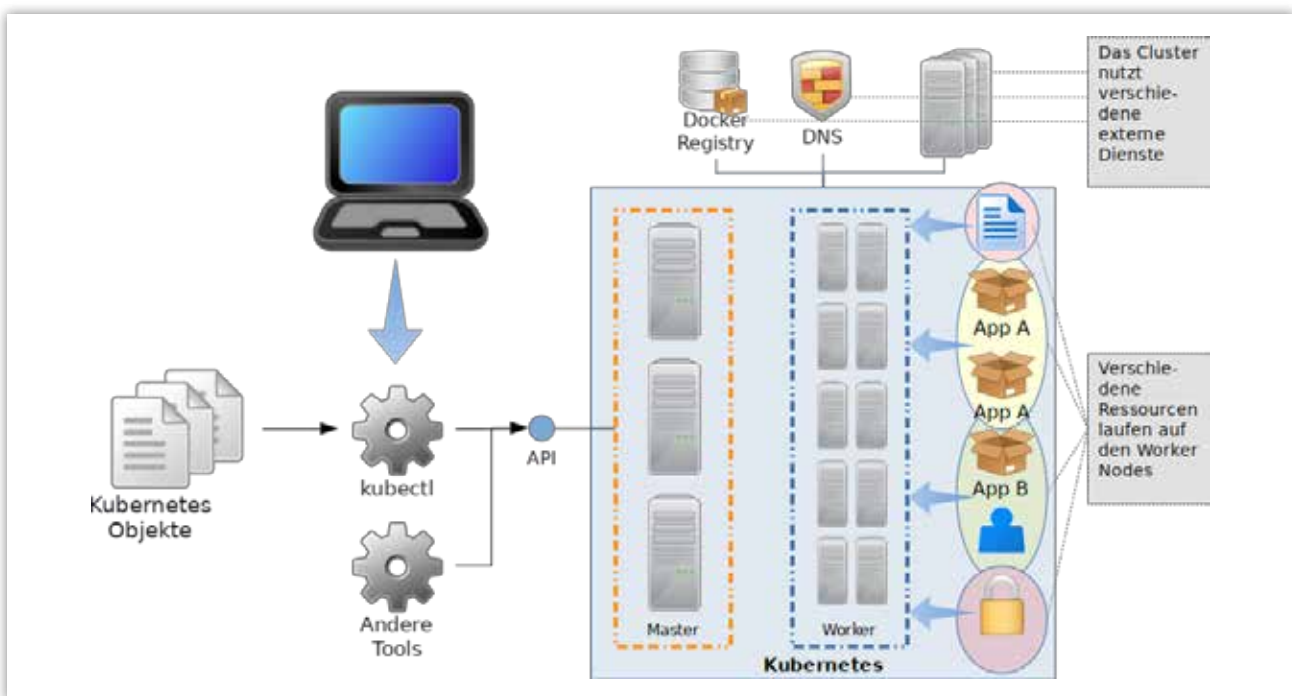 Das Cluster
nutzt
verschie-
dene
externe
Dienste
Docker
Registry
DNS
App A
App A
App B
Verschie-
dene
Ressourcen
laufen auf
den Worker
Nodes
API
kubectl
Kubernetes
Objekte
Andere
Tools
Master
Worker
Kubernetes